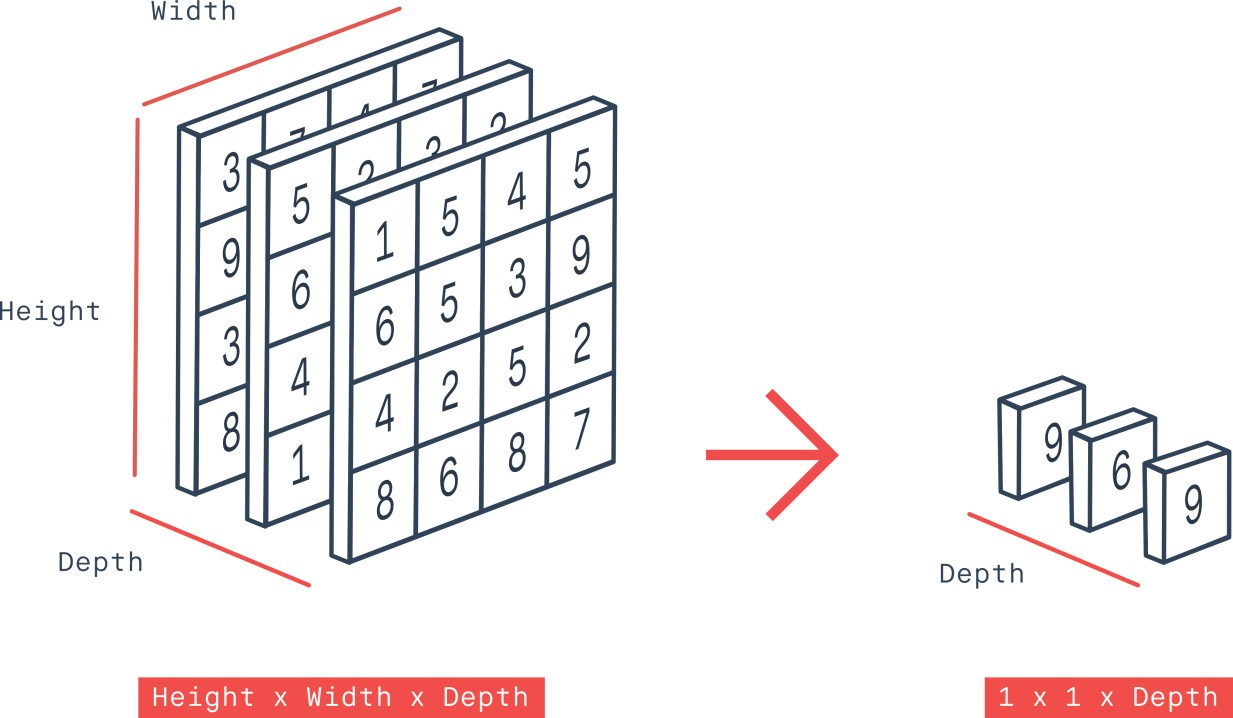 Width
Height
Depth
3
9
3
8
5
6
4
1
1 5 4 5
6 5 3 9
4 2 5 2
8 6 8 7
9
6
9
Depth
Height x Width x Depth
1 x 1 x Depth